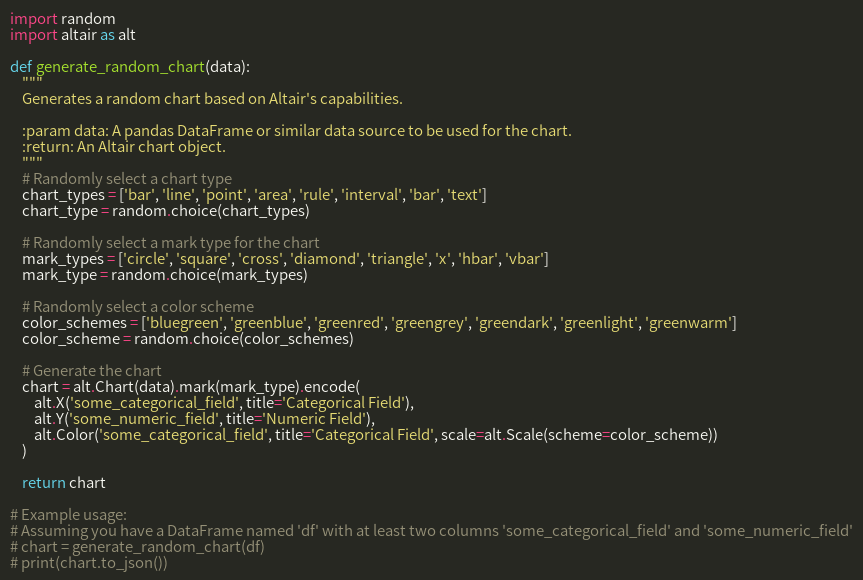 import random
import altair as alt

def generate_random_chart(data):
    """
    Generates a random chart based on Altair's capabilities.

    :param data: A pandas DataFrame or similar data source to be used for the chart.
    :return: An Altair chart object.
    """
    # Randomly select a chart type
    chart_types = ['bar', 'line', 'point', 'area', 'rule', 'interval', 'bar', 'text']
    chart_type = random.choice(chart_types)

    # Randomly select a mark type for the chart
    mark_types = ['circle', 'square', 'cross', 'diamond', 'triangle', 'x', 'hbar', 'vbar']
    mark_type = random.choice(mark_types)

    # Randomly select a color scheme
    color_schemes = ['bluegreen', 'greenblue', 'greenred', 'greengrey', 'greendark', 'greenlight', 'greenwarm']
    color_scheme = random.choice(color_schemes)

    # Generate the chart
    chart = alt.Chart(data).mark(mark_type).encode(
        alt.X('some_categorical_field', title='Categorical Field'),
        alt.Y('some_numeric_field', title='Numeric Field'),
        alt.Color('some_categorical_field', title='Categorical Field', scale=alt.Scale(scheme=color_scheme))
    )

    return chart

# Example usage:
# Assuming you have a DataFrame named 'df' with at least two columns 'some_categorical_field' and 'some_numeric_field'
# chart = generate_random_chart(df)
# print(chart.to_json())